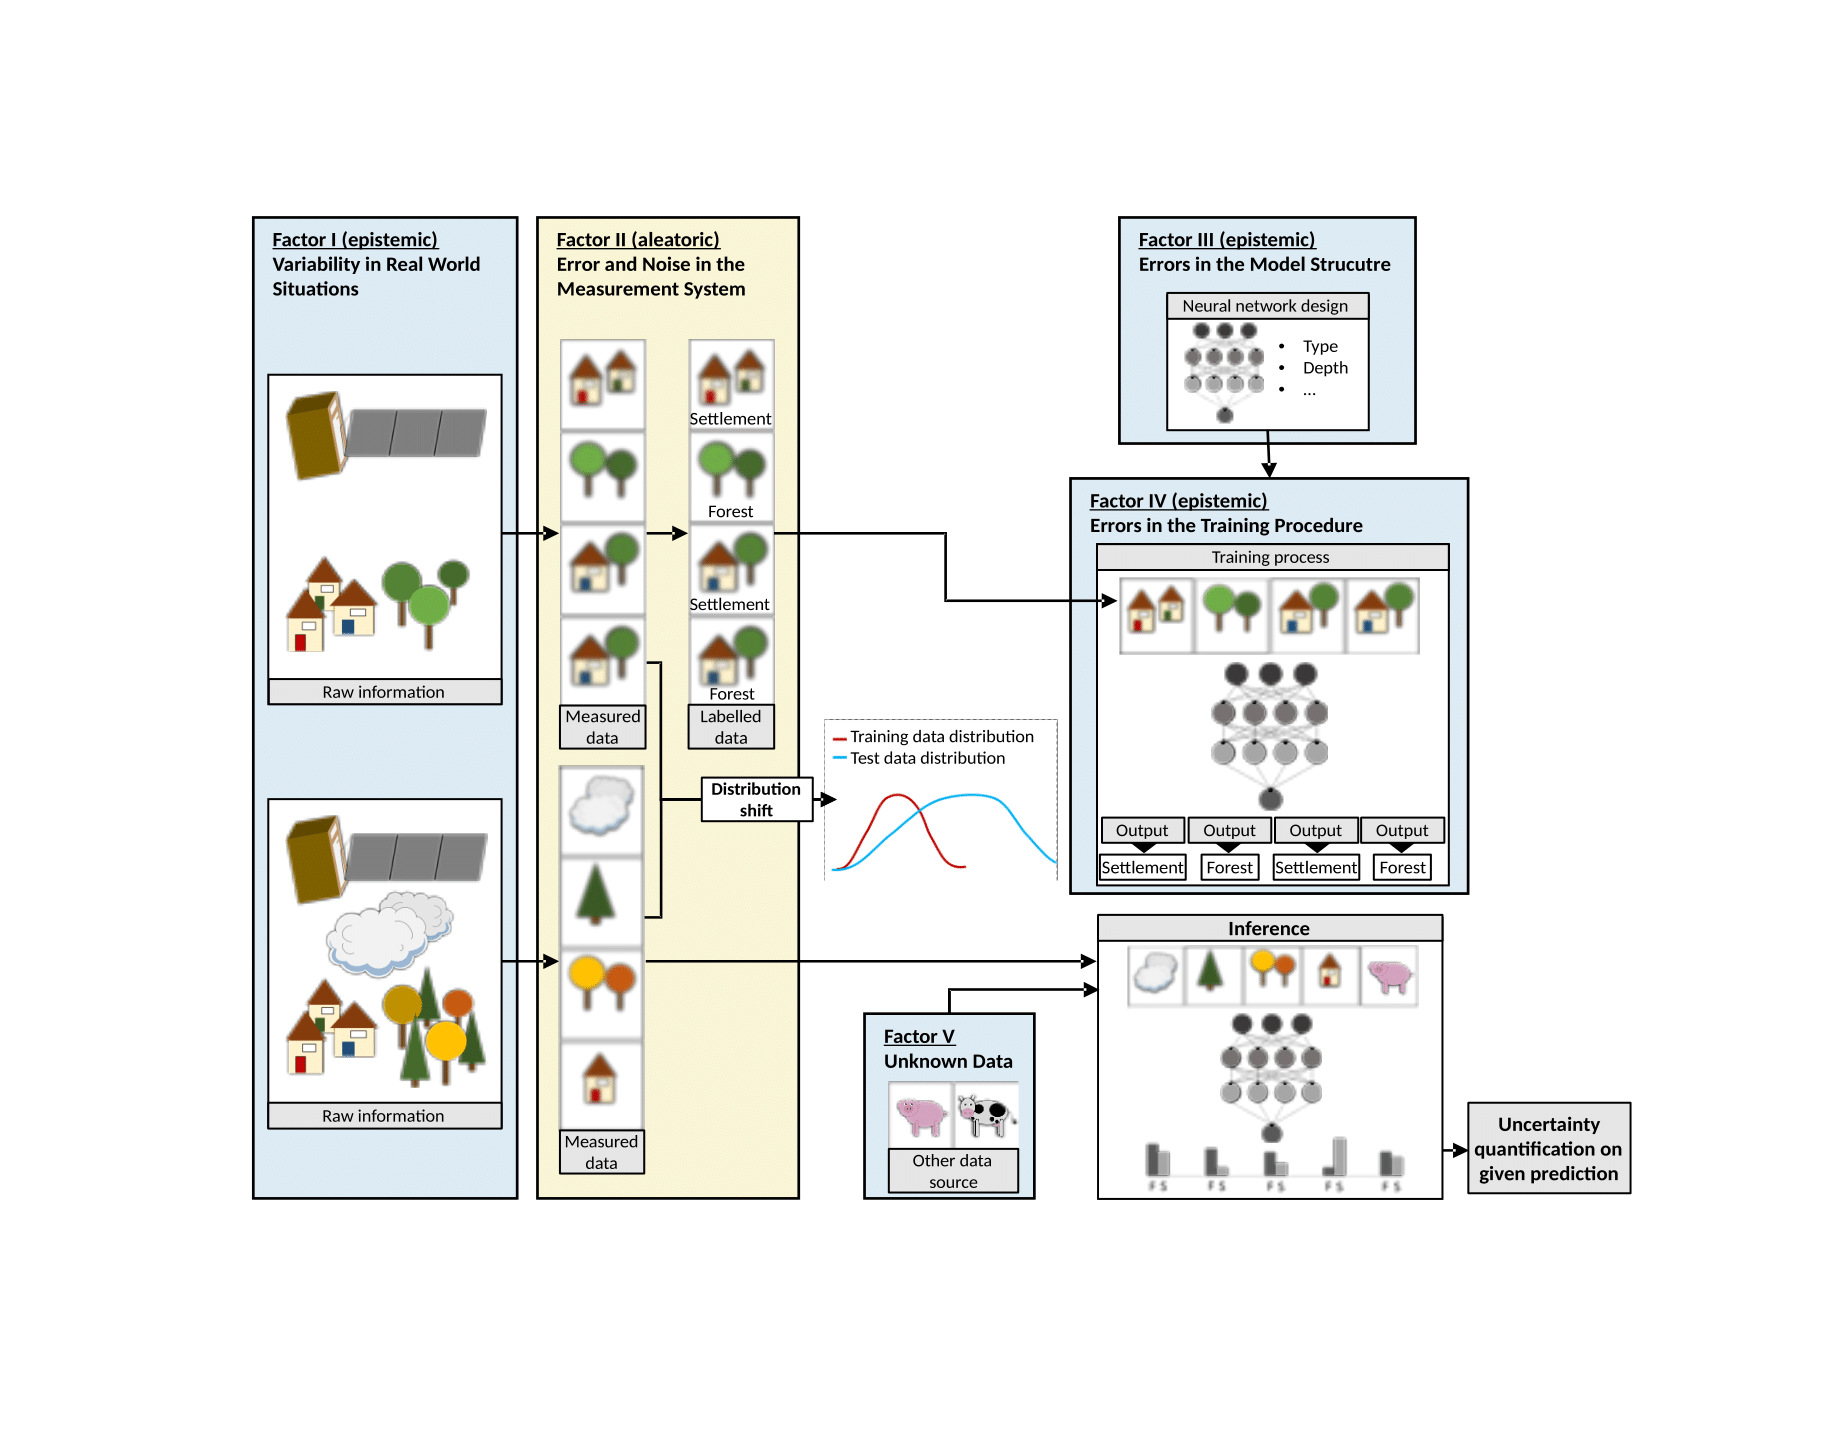 Factor I (epistemic)
Variability in Real World
Situations
Raw information
Raw information
Factor II (aleatoric)
Error and Noise in the
Measurement System
Settlement
Forest
Settlement
Forest
Measured
data
Labelled
data
Distribution
shift
Measured
data
Training data distribution
Test data distribution
Factor III (epistemic)
Errors in the Model Strucutre
Neural network design
• Type
• Depth
• ...
Factor IV (epistemic)
Errors in the Training Procedure
Training process
Output Output Output Output
Settlement Forest Settlement Forest
Factor V
Unknown Data
Other data
source
Inference
F S F S F S F S F S
Uncertainty
quantification on
given prediction